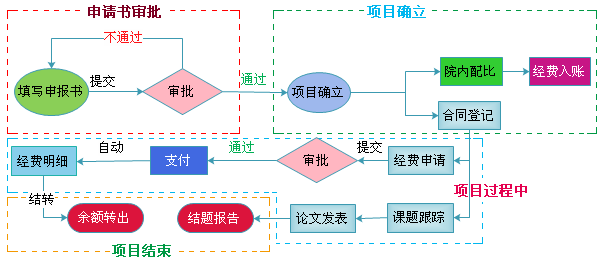 申请书审批
项目确立
不通过
填写申报书
提交
审批
通过
项目确立
院内配比
经费入账
合同登记
经费明细
自动
支付
通过
审批
提交
经费申请
项目过程中
结转
余额转出
结题报告
论文发表
课题跟踪
项目结束